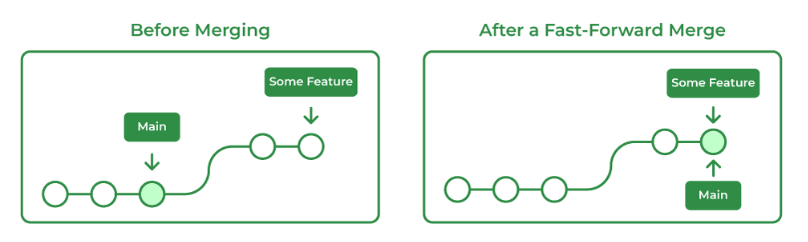 Before Merging
Some Feature
Main
After a Fast-Forward Merge
Some Feature
Main